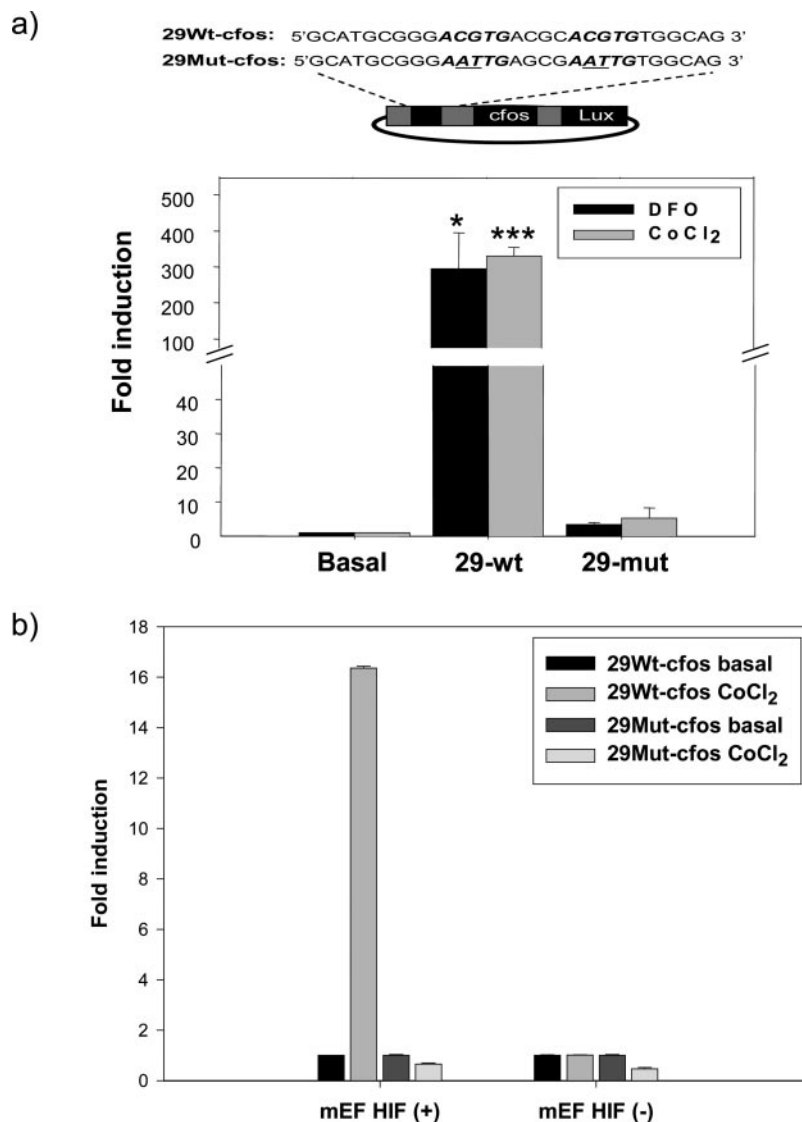 a)
29Wt-cfos: 5'GCATGCGGGACGTGACGCACGTGTGGCAG 3'
29Mut-cfos: 5'GCATGCGGGAATTGAGCGAATTGTGGCAG 3'
cfos Lux
Fold induction
500
400
300
200
100
40
30
20
10
0
DFO
CoCl2
*
***
Basal 29-wt 29-mut
b)
Fold induction
18
16
14
12
10
8
6
4
2
0
29Wt-cfos basal
29Wt-cfos CoCl2
29Mut-cfos basal
29Mut-cfos CoCl2
mEF HIF (+) mEF HIF (-)